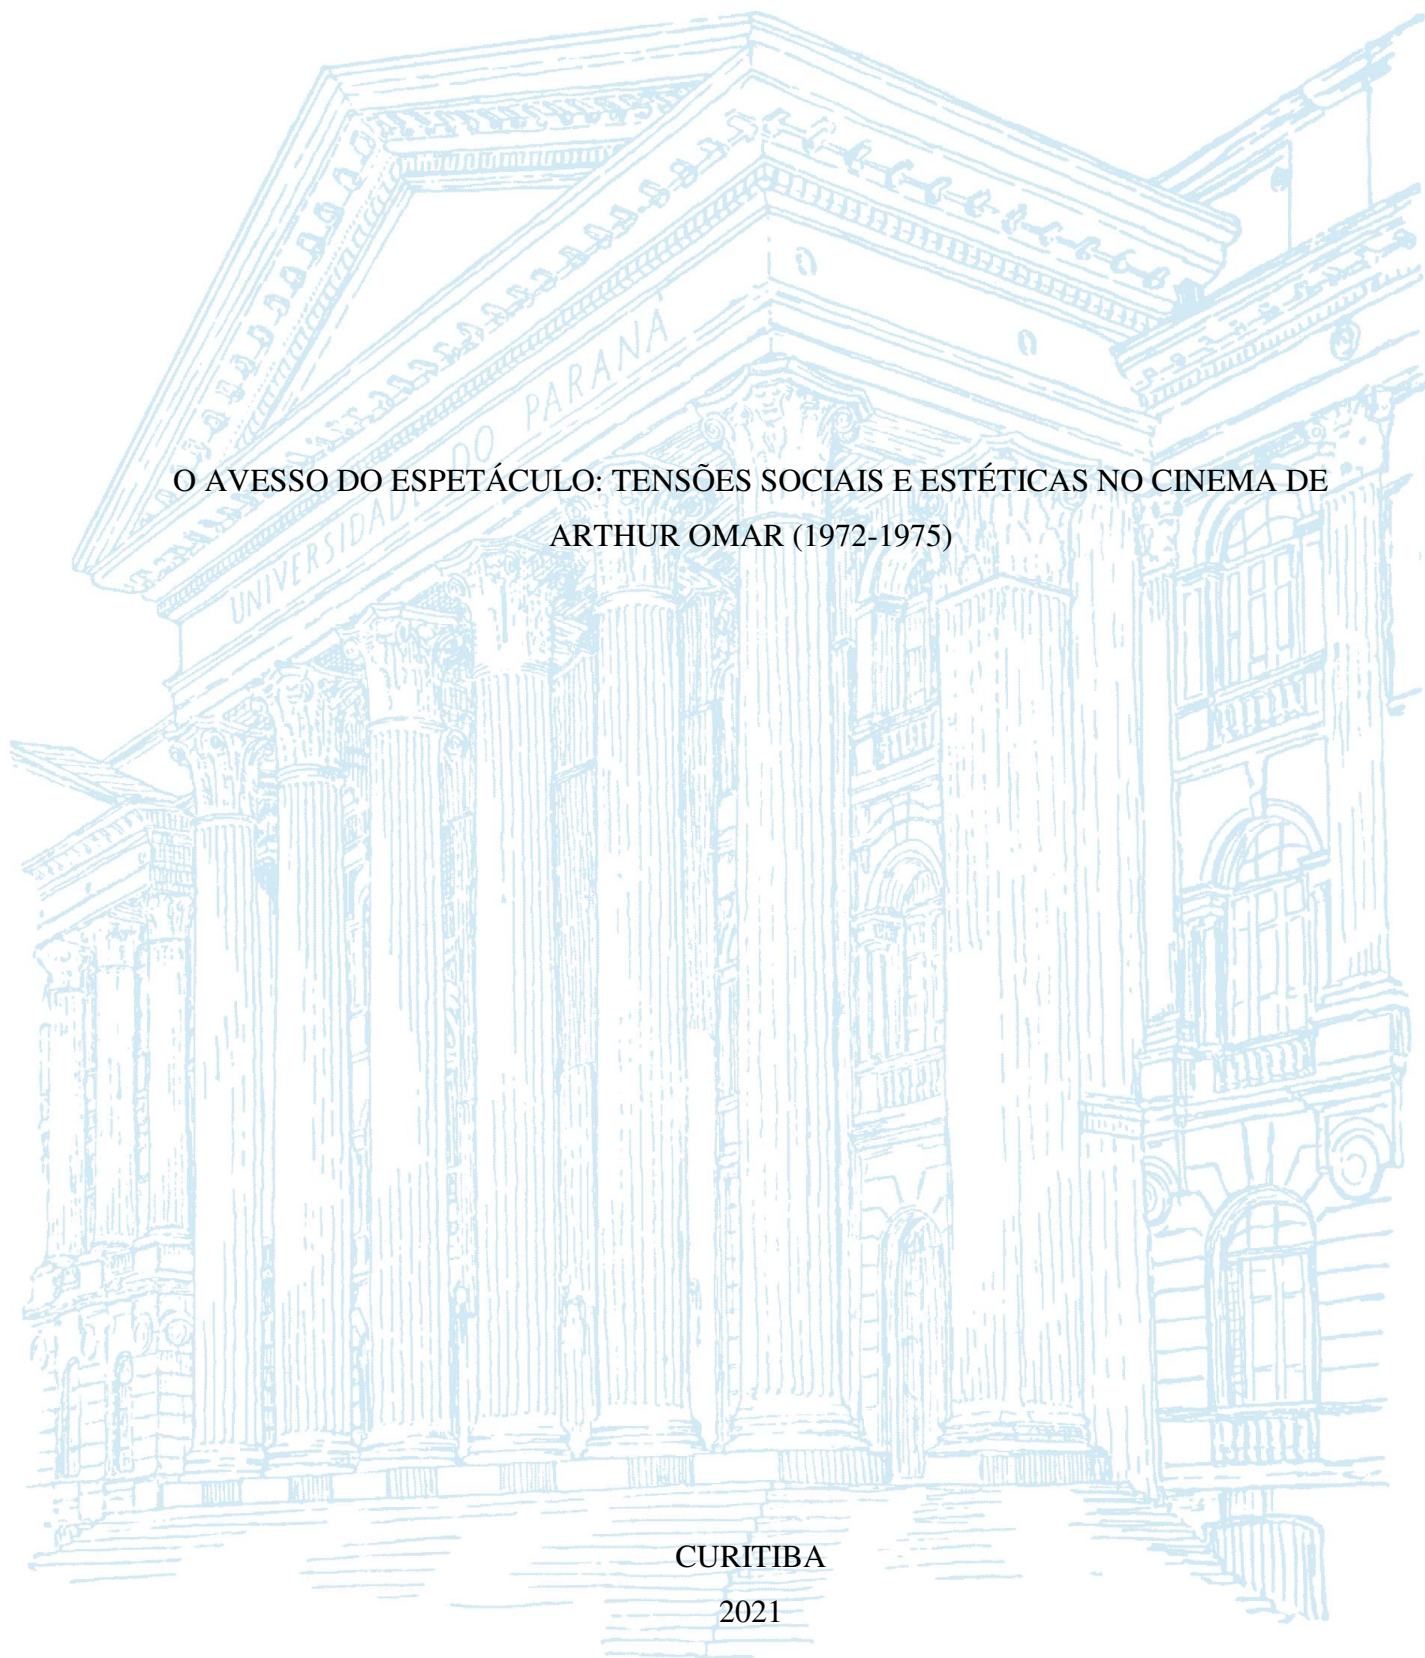 UNIVERSIDADE DO PARANÁ
O AVESSO DO ESPETÁCULO: TENSÕES SOCIAIS E ESTÉTICAS NO CINEMA DE
ARTHUR OMAR (1972-1975)
CURITIBA
2021